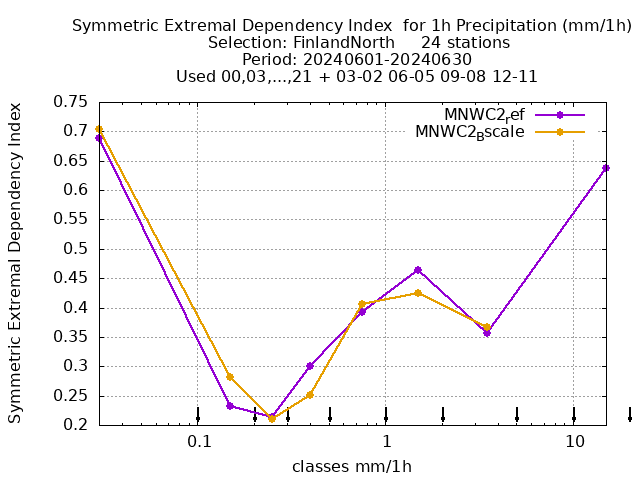 Symmetric Extremal Dependency Index  for 1h Precipitation (mm/1h)
Selection: FinlandNorth     24 stations
Period: 20240601-20240630
Used 00,03,...,21 + 03-02 06-05 09-08 12-11
MNWC2ref
MNWC2Bscale
Symmetric Extremal Dependency Index
0.75
0.7
0.65
0.6
0.55
0.5
0.45
0.4
0.35
0.3
0.25
0.2
0.1 1 10
classes mm/1h